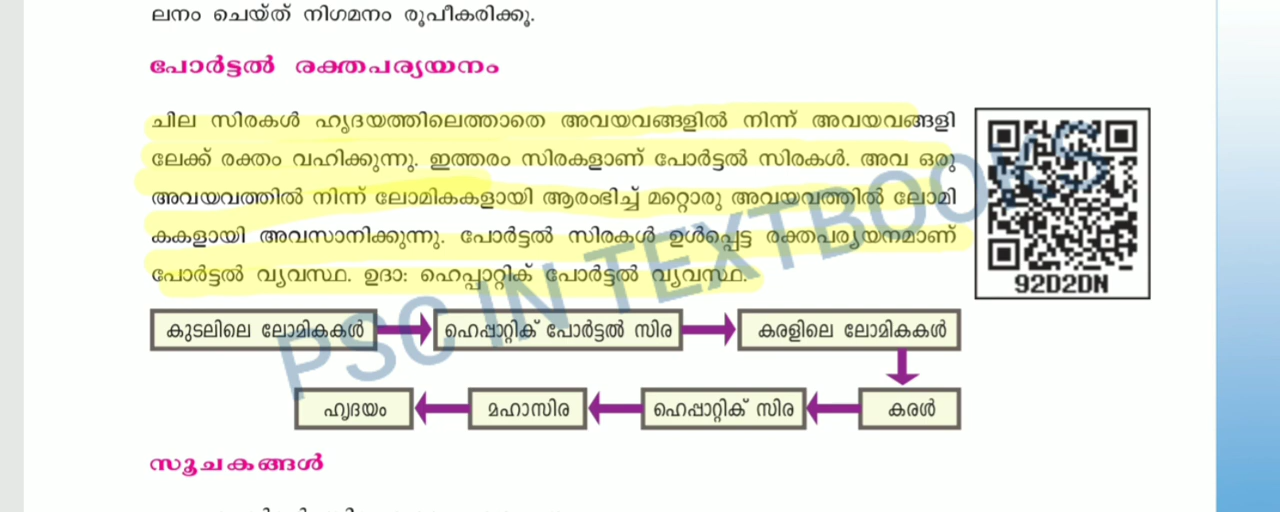 ലനം ചെയ്ത് നിഗമനം രൂപീകരിക്കൂ.
പോർട്ടൽ രക്തപര്യയനം
ചില സിരകൾ ഹൃദയത്തിലെത്താതെ അവയവങ്ങളിൽ നിന്ന് അവയവങ്ങളി
ലേക്ക് രക്തം വഹിക്കുന്നു. ഇത്തരം സിരകളാണ് പോർട്ടൽ സിരകൾ. അവ ഒരു
അവയവത്തിൽ നിന്ന് ലോമികകളായി ആരംഭിച്ച് മറ്റൊരു അവയവത്തിൽ ലോമി
കകളായി അവസാനിക്കുന്നു. പോർട്ടൽ സിരകൾ ഉൾപ്പെട്ട രക്തപര്യയനമാണ്
പോർട്ടൽ വ്യവസ്ഥ. ഉദാ: ഹെപ്പാറ്റിക് പോർട്ടൽ വ്യവസ്ഥ.
92D2DN
PSC IN TEXTBOOKS
കുടലിലെ ലോമികകൾ
ഹെപ്പാറ്റിക് പോർട്ടൽ സിര
കരളിലെ ലോമികകൾ
ഹൃദയം
മഹാസിര
ഹെപ്പാറ്റിക് സിര
കരൾ
സൂചകങ്ങൾ